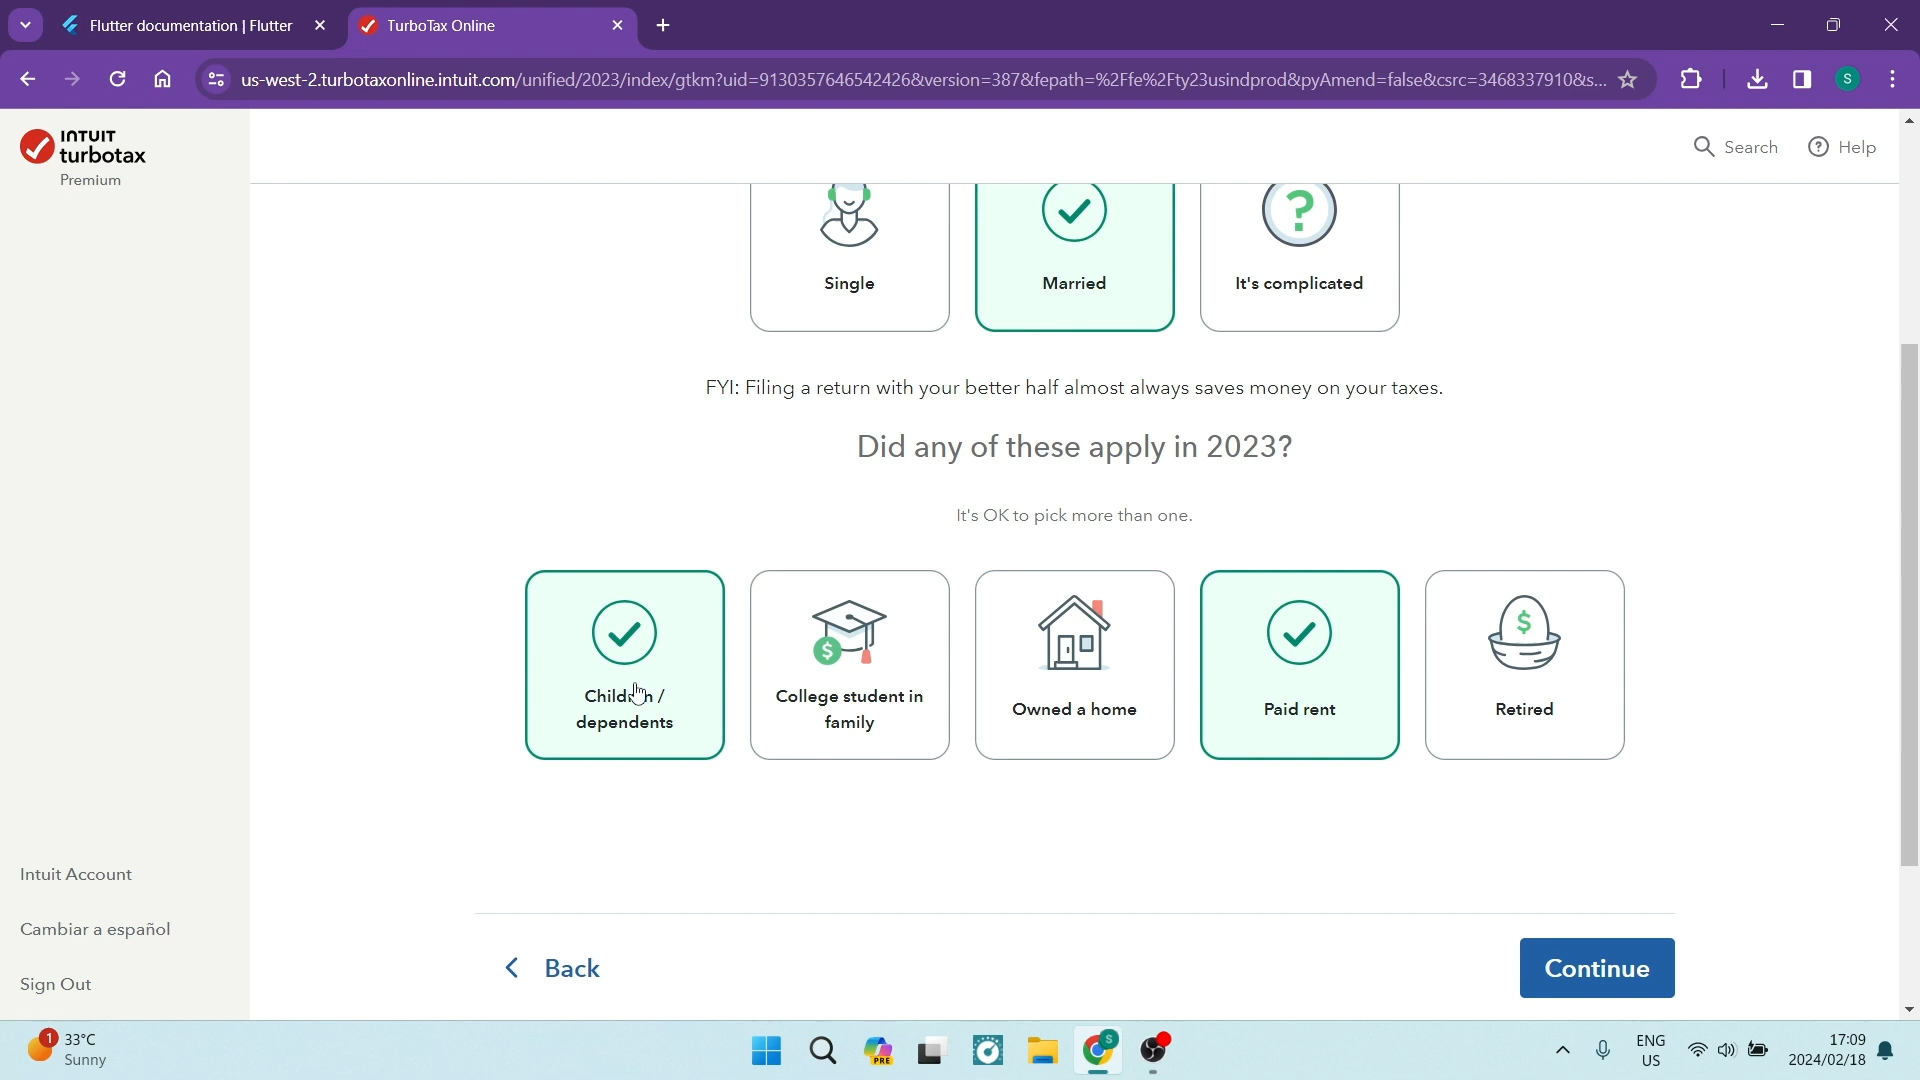 Flutter documentation | Flutter
TurboTax Online
us-west-2.turbotaxonline.intuit.com/unified/2023/index/gtkm?uid=9130357646542426&version=387&fepath=%2Ffe%2Fty23usindprod&pyAmend=false&csrc=3468337910&s...
S
INTUIT
turbotax
Premium
Search
? Help
?
Single
Married
It's complicated
FYI: Filing a return with your better half almost always saves money on your taxes.
Did any of these apply in 2023?
It's OK to pick more than one.
$
$
Children /
dependents
College student in
family
Owned a home
Paid rent
Retired
Intuit Account
Cambiar a español
Sign Out
Back
Continue
1
33°C
Sunny
PRE
S
ENG
US
17:09
2024/02/18